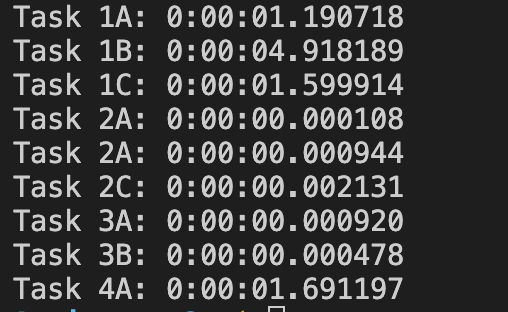 Task 1A: 0:00:01.190718
Task 1B: 0:00:04.918189
Task 1C: 0:00:01.599914
Task 2A: 0:00:00.000108
Task 2A: 0:00:00.000944
Task 2C: 0:00:00.002131
Task 3A: 0:00:00.000920
Task 3B: 0:00:00.000478
Task 4A: 0:00:01.691197